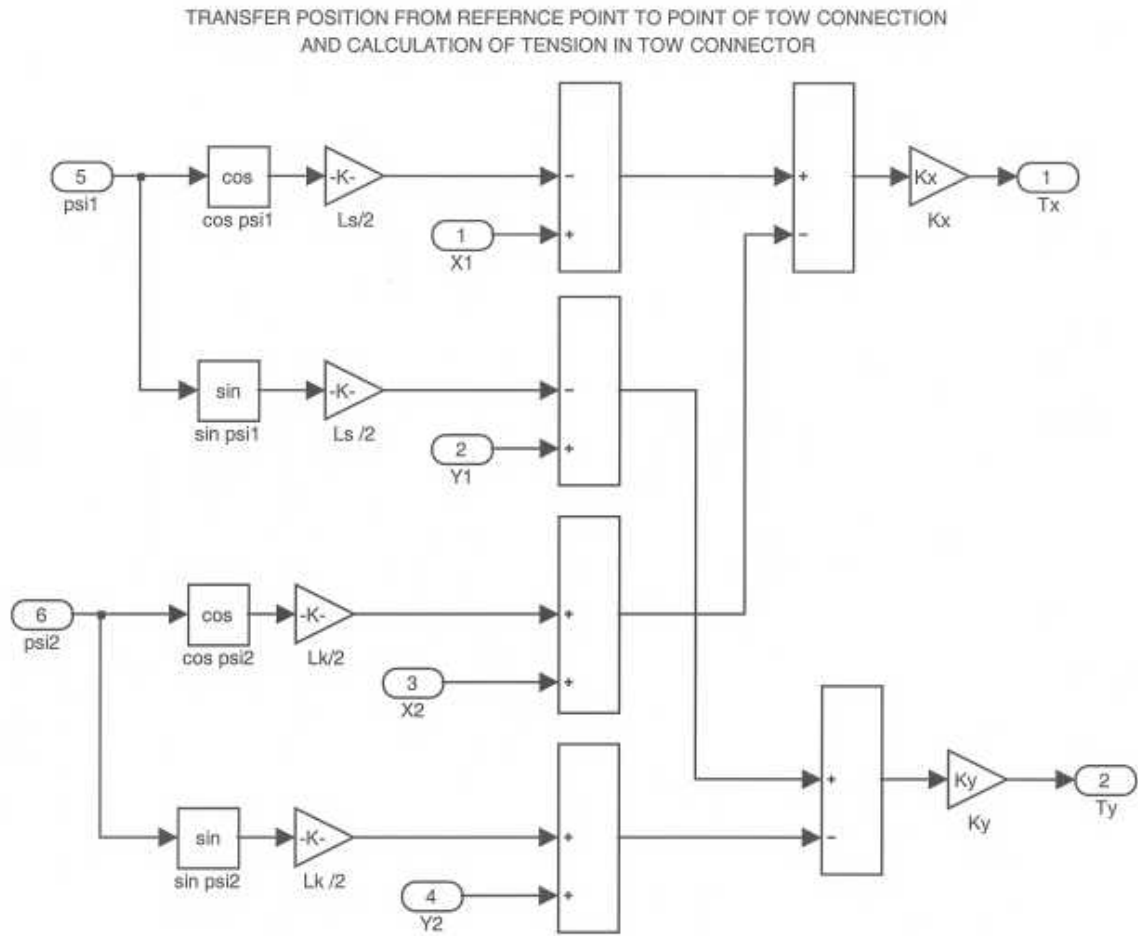 TRANSFER POSITION FROM REFERNCE POINT TO POINT OF TOW CONNECTION
AND CALCULATION OF TENSION IN TOW CONNECTOR
5
psi1
cos
cos psi1
-K-
Ls/2
1
X1
-
+
+
-
Kx
Kx
1
Tx
sin
sin psi1
-K-
Ls /2
2
Y1
-
+
6
psi2
cos
cos psi2
-K-
Lk/2
3
X2
+
+
sin
sin psi2
-K-
Lk /2
4
Y2
+
+
+
-
Ky
Ky
2
Ty